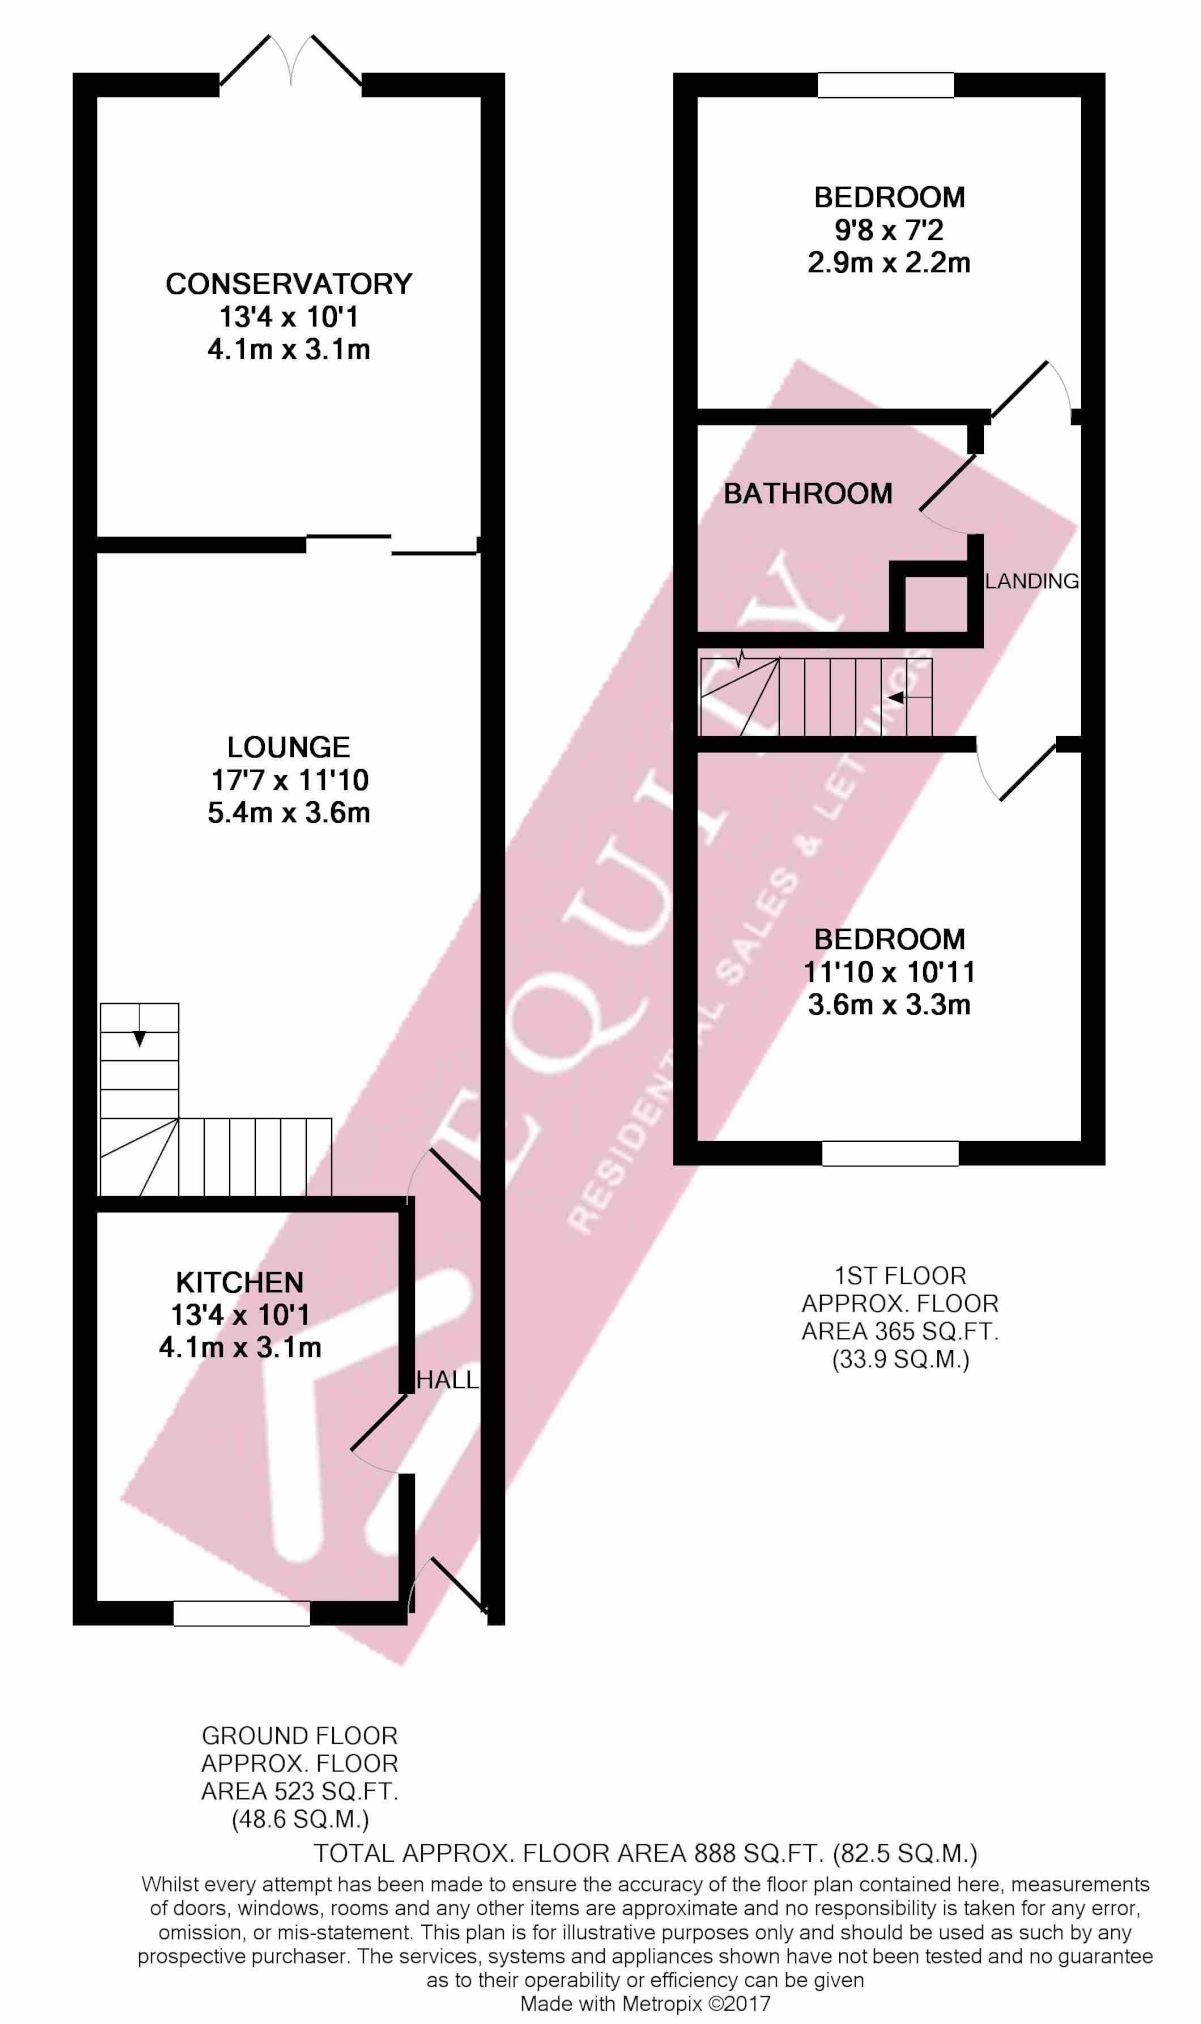 CONSERVATORY
13'4 x 10'1
4.1m x 3.1m
LOUNGE
17'7 x 11'10
5.4m x 3.6m
KITCHEN
13'4 x 10'1
4.1m x 3.1m
HALL
GROUND FLOOR
APPROX. FLOOR
AREA 523 SQ.FT.
(48.6 SQ.M.)
BEDROOM
9'8 x 7'2
2.9m x 2.2m
BATHROOM
LANDING
BEDROOM
11'10 x 10'11
3.6m x 3.3m
1ST FLOOR
APPROX. FLOOR
AREA 365 SQ.FT.
(33.9 SQ.M.)
EQUITY
RESIDENTIAL SALES & LETTINGS
TOTAL APPROX. FLOOR AREA 888 SQ.FT. (82.5 SQ.M.)
Whilst every attempt has been made to ensure the accuracy of the floor plan contained here, measurements
of doors, windows, rooms and any other items are approximate and no responsibility is taken for any error,
omission, or mis-statement. This plan is for illustrative purposes only and should be used as such by any
prospective purchaser. The services, systems and appliances shown have not been tested and no guarantee
as to their operability or efficiency can be given
Made with Metropix ©2017